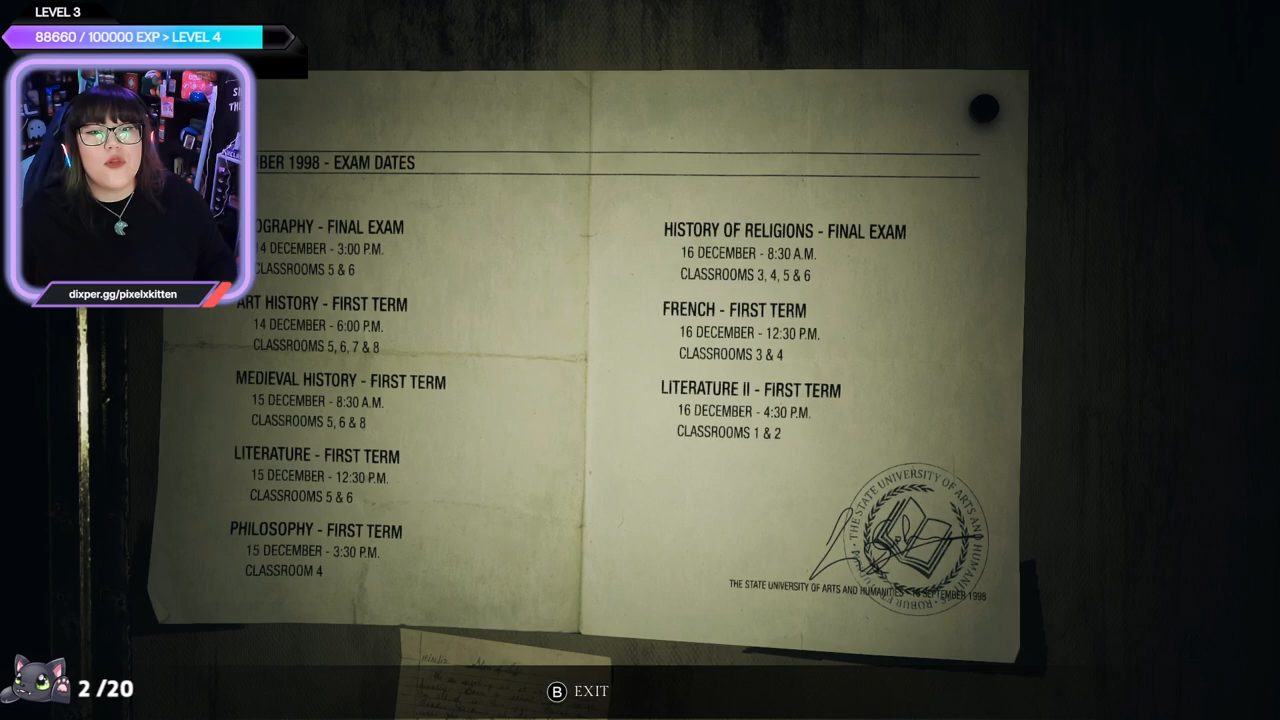 LEVEL 3
88660 / 100000 EXP > LEVEL 4
BER 1998 - EXAM DATES
OGRAPHY - FINAL EXAM
14 DECEMBER - 3:00 P.M.
CLASSROOMS 5 & 6
ART HISTORY - FIRST TERM
14 DECEMBER - 6:00 P.M.
CLASSROOMS 5, 6, 7 & 8
MEDIEVAL HISTORY - FIRST TERM
15 DECEMBER - 8:30 A.M.
CLASSROOMS 5, 6 & 8
LITERATURE - FIRST TERM
15 DECEMBER - 12:30 P.M.
CLASSROOMS 5 & 6
PHILOSOPHY - FIRST TERM
15 DECEMBER - 3:30 P.M.
CLASSROOM 4
HISTORY OF RELIGIONS - FINAL EXAM
16 DECEMBER - 8:30 A.M.
CLASSROOMS 3, 4, 5 & 6
FRENCH - FIRST TERM
16 DECEMBER - 12:30 P.M.
CLASSROOMS 3 & 4
LITERATURE II - FIRST TERM
16 DECEMBER - 4:30 P.M.
CLASSROOMS 1 & 2
THE STATE UNIVERSITY OF ARTS AND HUMANITIES
THE STATE UNIVERSITY OF ARTS AND HUMANITIES - SEPTEMBER 1998
dixper.gg/pixelxkitten
2 /20
B EXIT